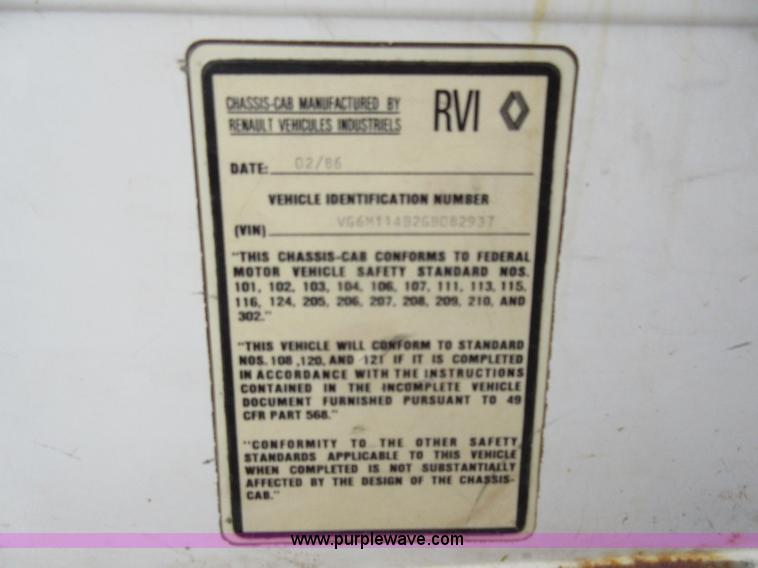 CHASSIS-CAB MANUFACTURED BY
RENAULT VEHICULES INDUSTRIELS
RVI
DATE: 02/86
VEHICLE IDENTIFICATION NUMBER
(VIN) VG6M114B2GB082937
"THIS CHASSIS-CAB CONFORMS TO FEDERAL
MOTOR VEHICLE SAFETY STANDARD NOS.
101, 102, 103, 104, 106, 107, 111, 113, 115,
116, 124, 205, 206, 207, 208, 209, 210, AND
302."
"THIS VEHICLE WILL CONFORM TO STANDARD
NOS. 108 ,120, AND 121 IF IT IS COMPLETED
IN ACCORDANCE WITH THE INSTRUCTIONS
CONTAINED IN THE INCOMPLETE VEHICLE
DOCUMENT FURNISHED PURSUANT TO 49
CFR PART 568."
"CONFORMITY TO THE OTHER SAFETY
STANDARDS APPLICABLE TO THIS VEHICLE
WHEN COMPLETED IS NOT SUBSTANTIALLY
AFFECTED BY THE DESIGN OF THE CHASSIS-
CAB."
www.purplewave.com